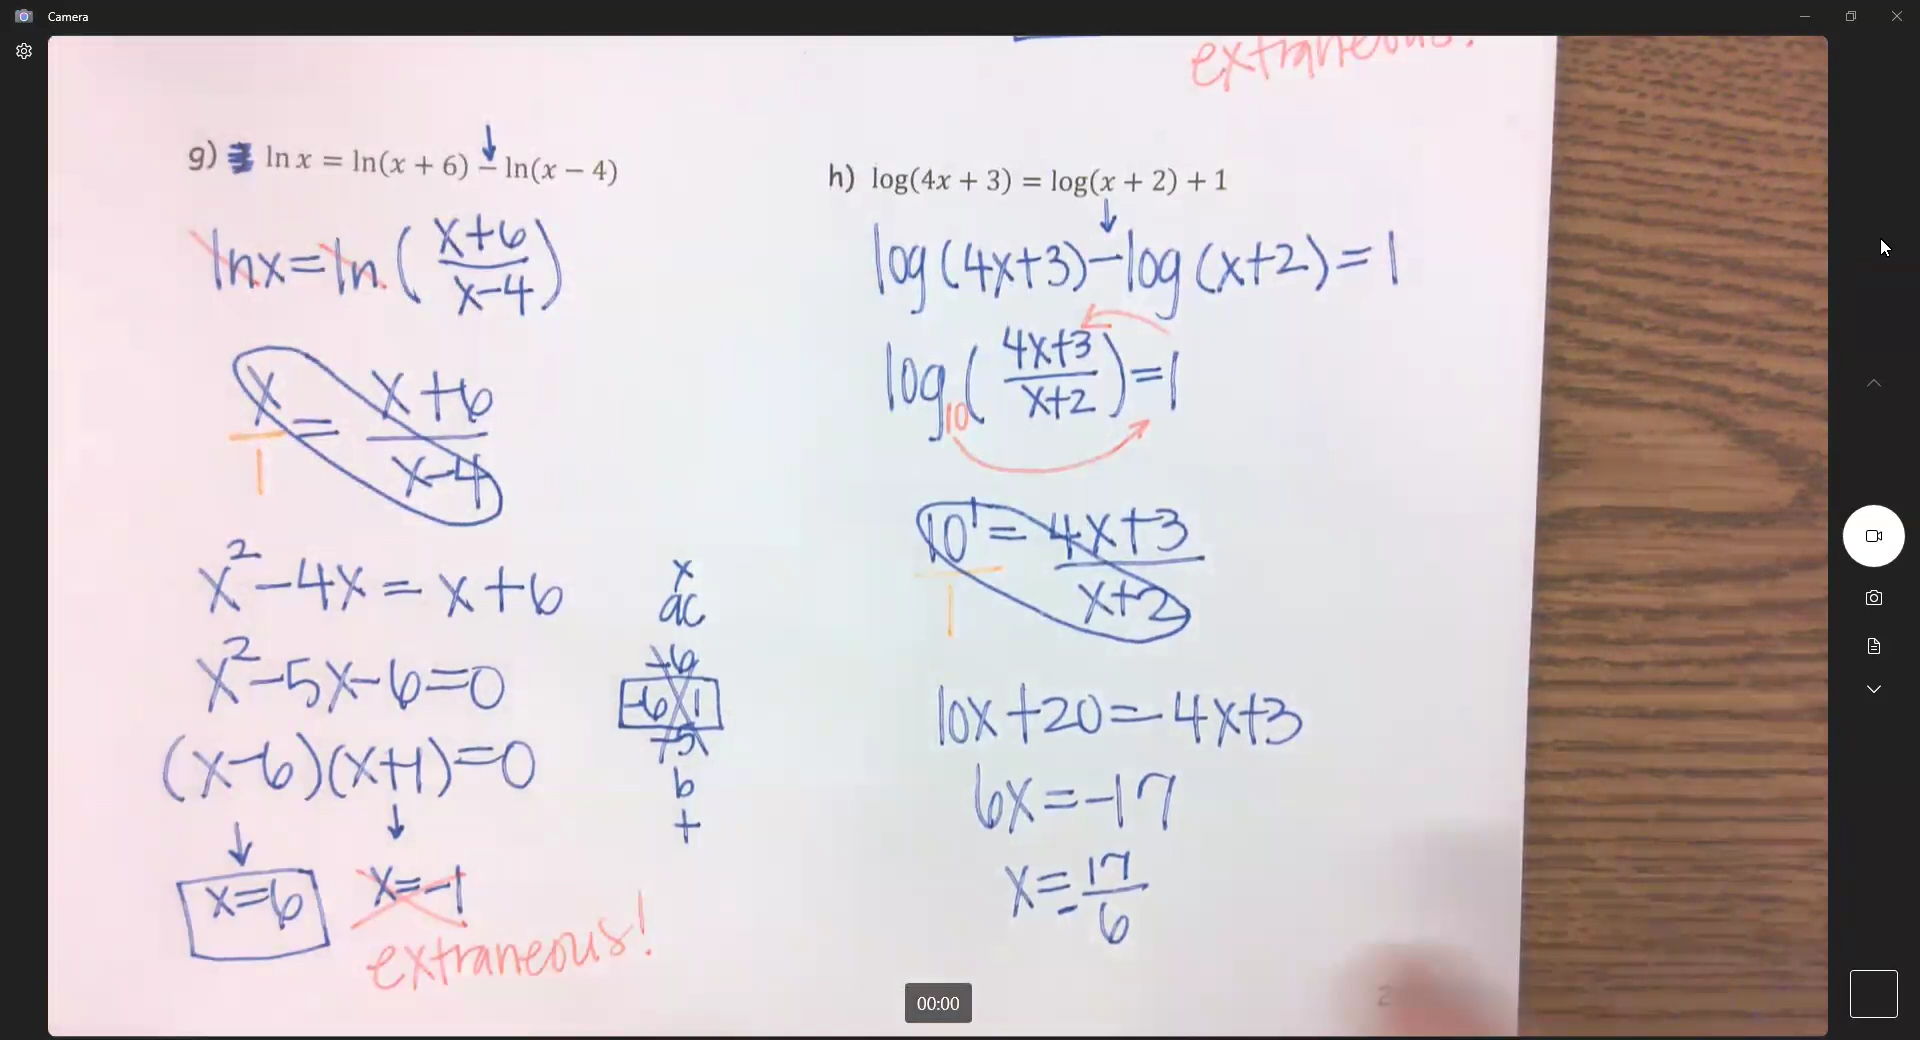 Camera
extraneous!
g) 3 ln x = ln(x + 6) − ln(x − 4)
lnx=ln(x+6/x-4)
x/1 = x+6/x-4
x²-4x = x+6
x²-5x-6=0
(x-6)(x+1)=0
x=6 x=-1
extraneous!
x
ac
-6
-6 1
-5
b
+
h) log(4x + 3) = log(x + 2) + 1
log(4x+3)-log(x+2)=1
log₁₀(4x+3/x+2)=1
10¹/1 = 4x+3/x+2
10x+20=4x+3
6x=-17
x=-17/6
00:00